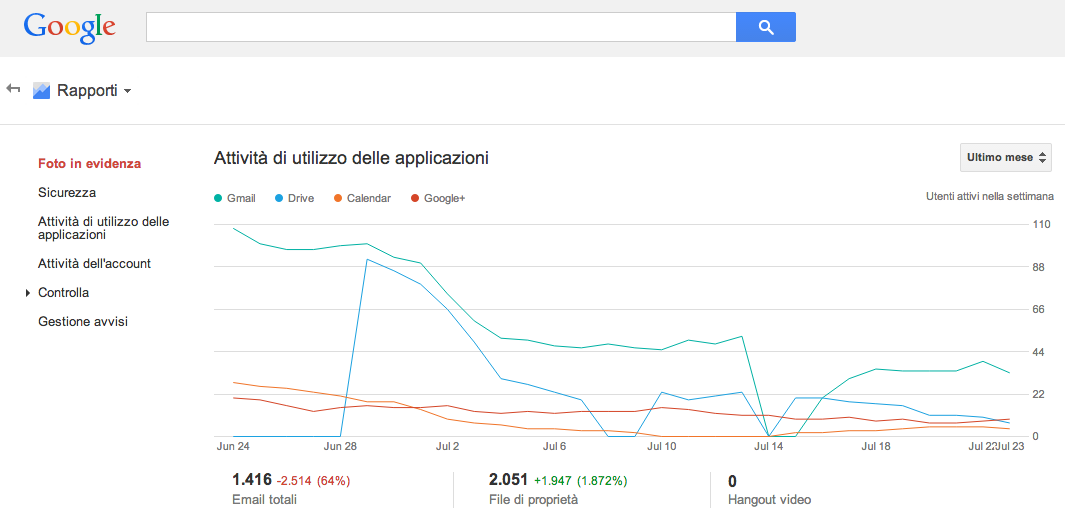 Google
Rapporti
Foto in evidenza
Sicurezza
Attività di utilizzo delle
applicazioni
Attività dell'account
Controlla
Gestione avvisi
Attività di utilizzo delle applicazioni
Ultimo mese
Gmail Drive Calendar Google+
Utenti attivi nella settimana
110
88
66
44
22
0
Jun 24 Jun 28 Jul 2 Jul 6 Jul 10 Jul 14 Jul 18 Jul 22 Jul 23
1.416 -2.514 (64%)
Email totali
2.051 +1.947 (1.872%)
File di proprietà
0
Hangout video